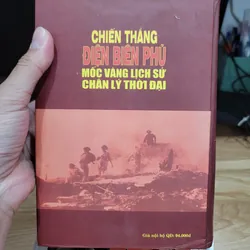 CHIẾN THẮNG
ĐIỆN BIÊN PHỦ
MỐC VÀNG LỊCH SỬ
CHÂN LÝ THỜI ĐẠI